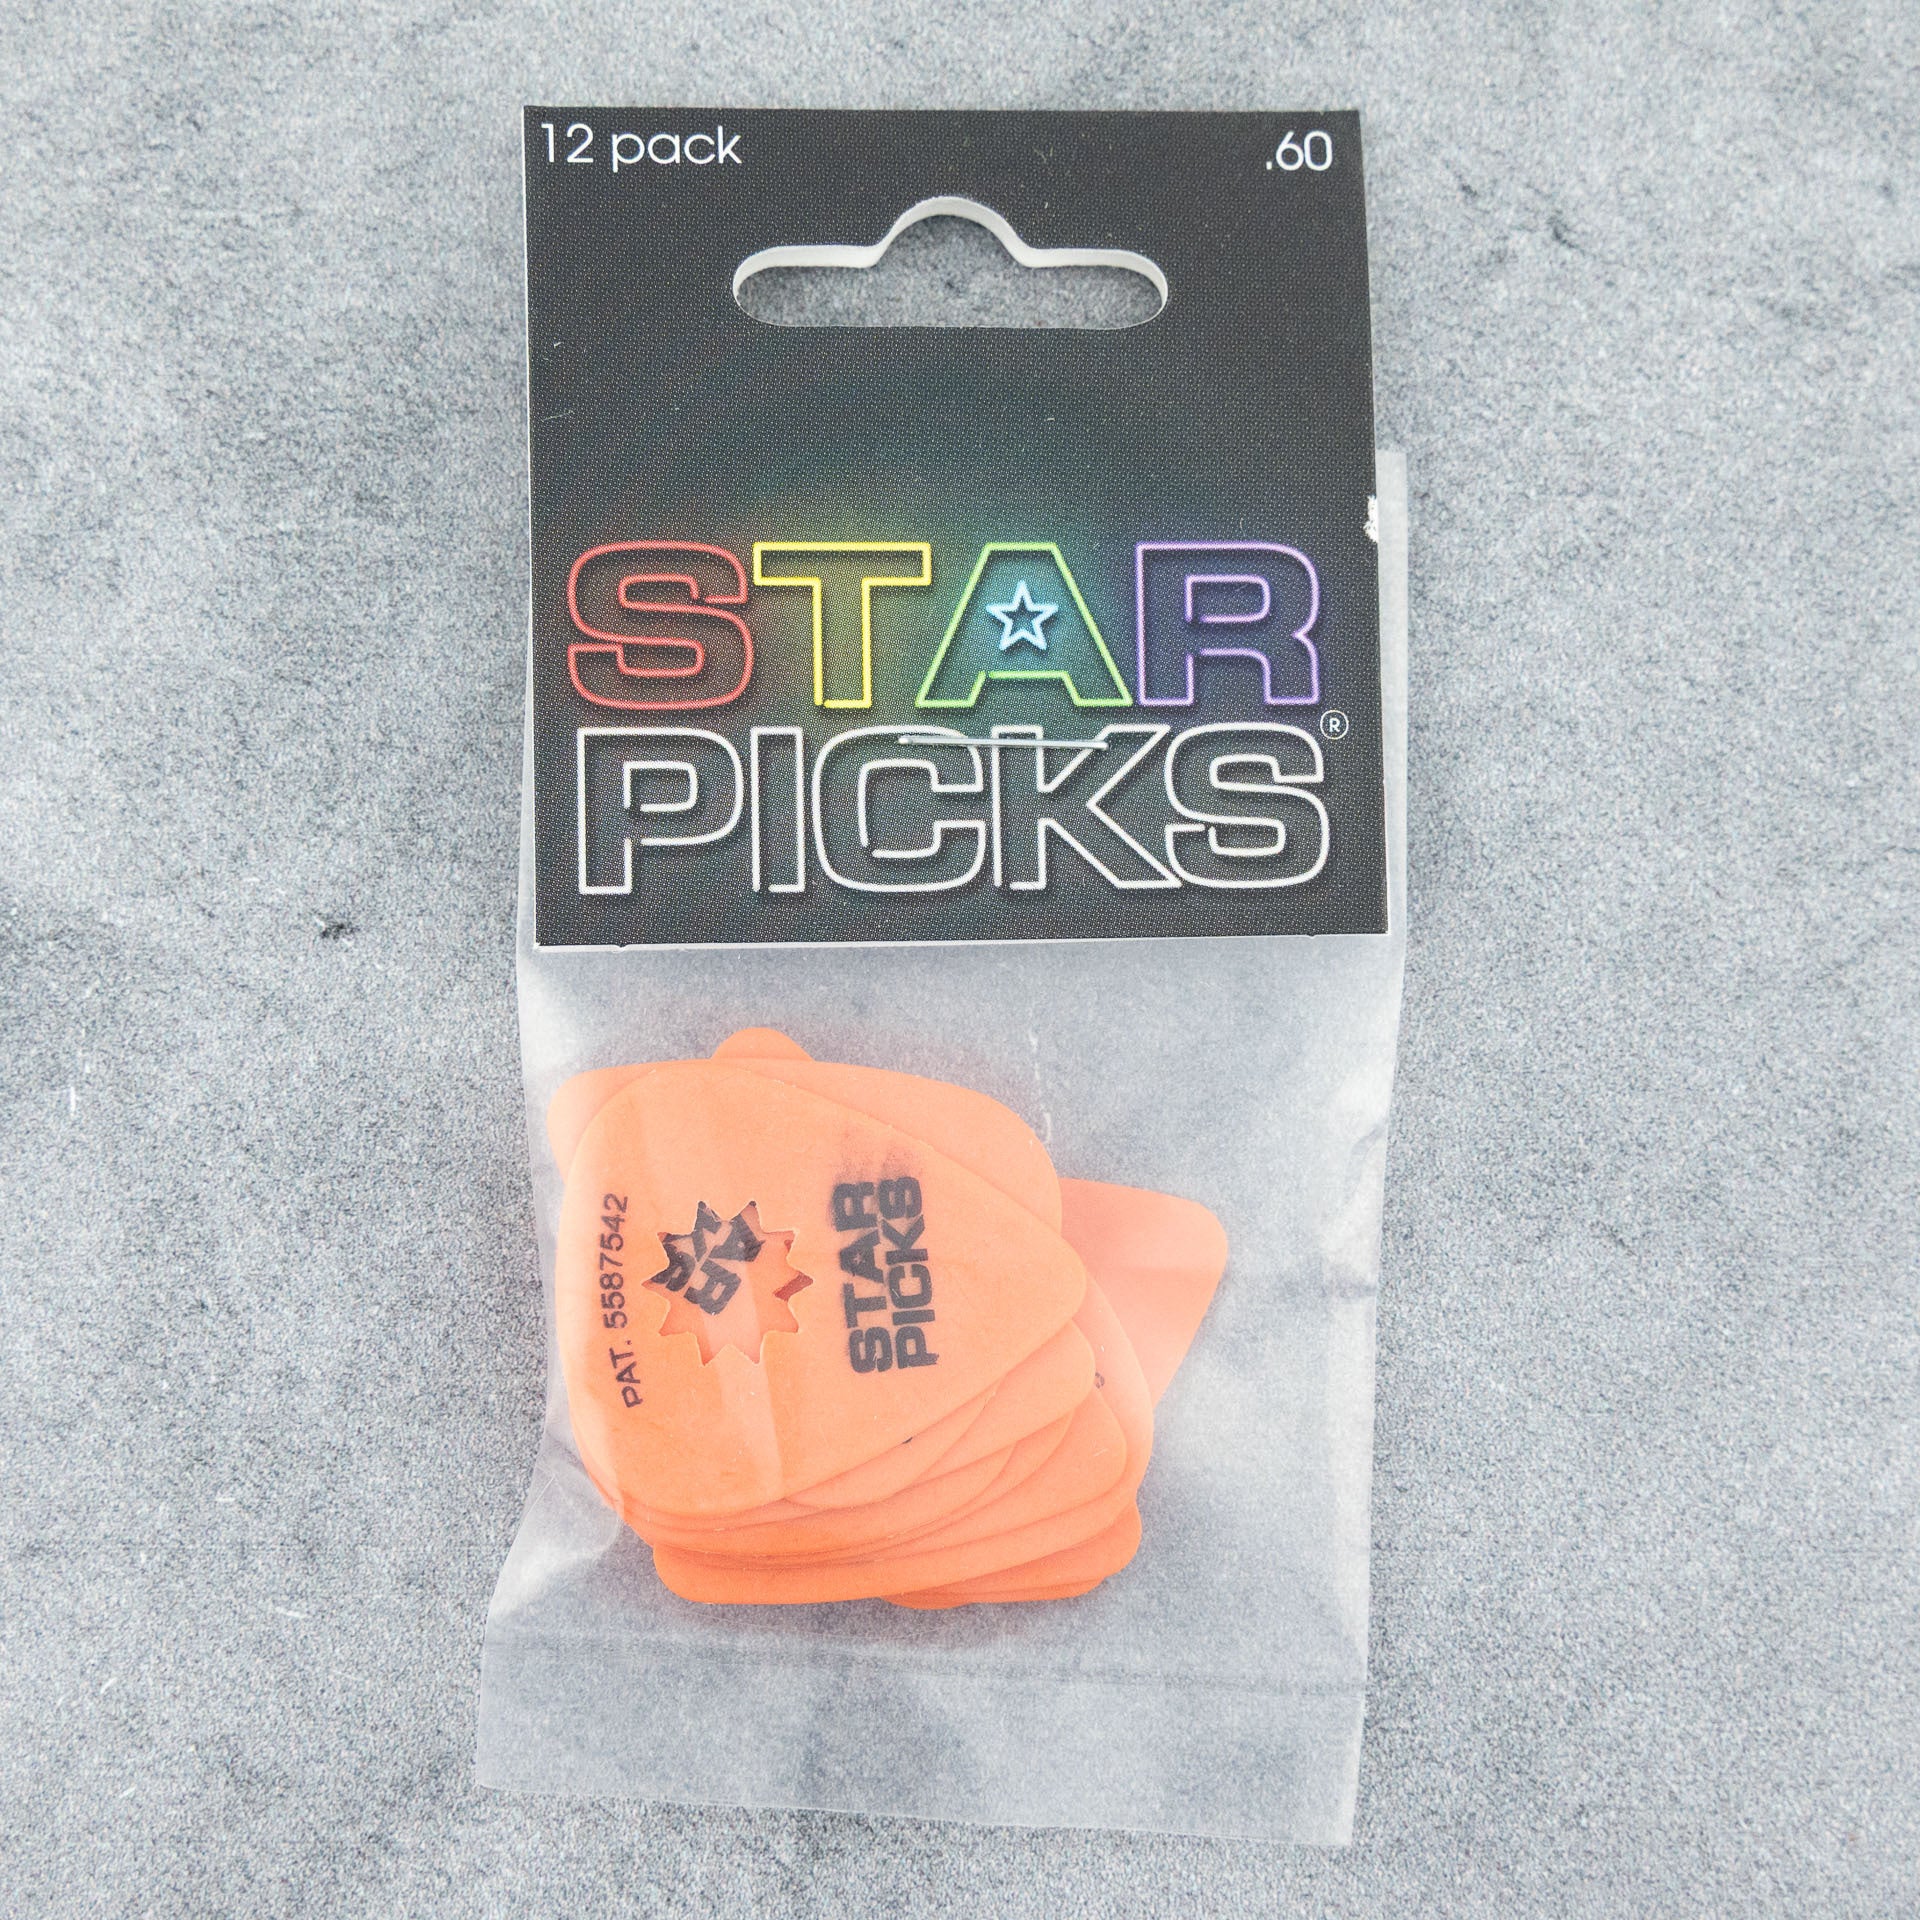 12 pack
.60
STAR
PICKS®
PAT. 5587542
STAR
PICKS